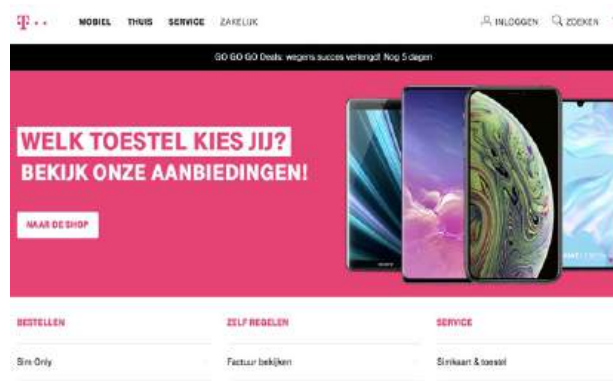 T
MOBIEL THUIS SERVICE ZAKELIJK INLOGGEN ZOEKEN
GO GO GO Deals: wegens succes verlengd! Nog 5 dagen
WELK TOESTEL KIES JIJ?
BEKIJK ONZE AANBIEDINGEN!
NAAR DE SHOP
BESTELLEN ZELF REGELEN SERVICE
Sim Only Factuur bekijken Simkaart & toestel